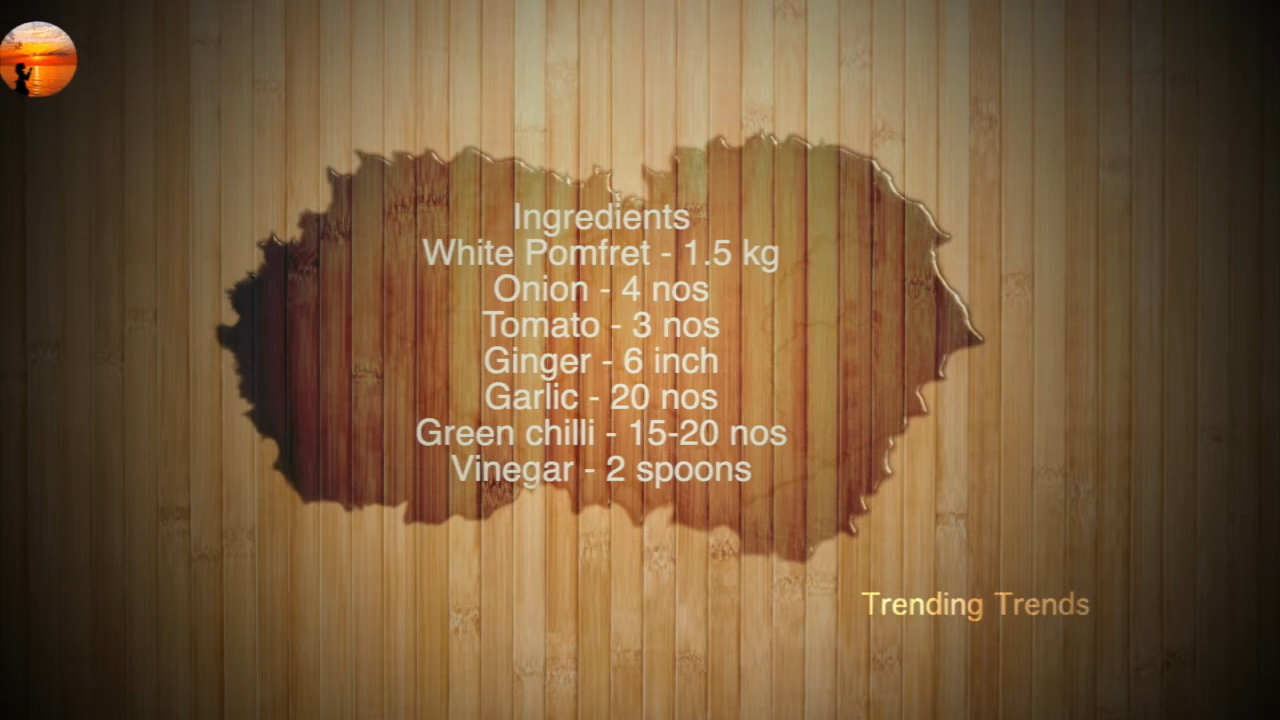 Ingredients
White Pomfret - 1.5 kg
Onion - 4 nos
Tomato - 3 nos
Ginger - 6 inch
Garlic - 20 nos
Green chilli - 15-20 nos
Vinegar - 2 spoons
Trending Trends